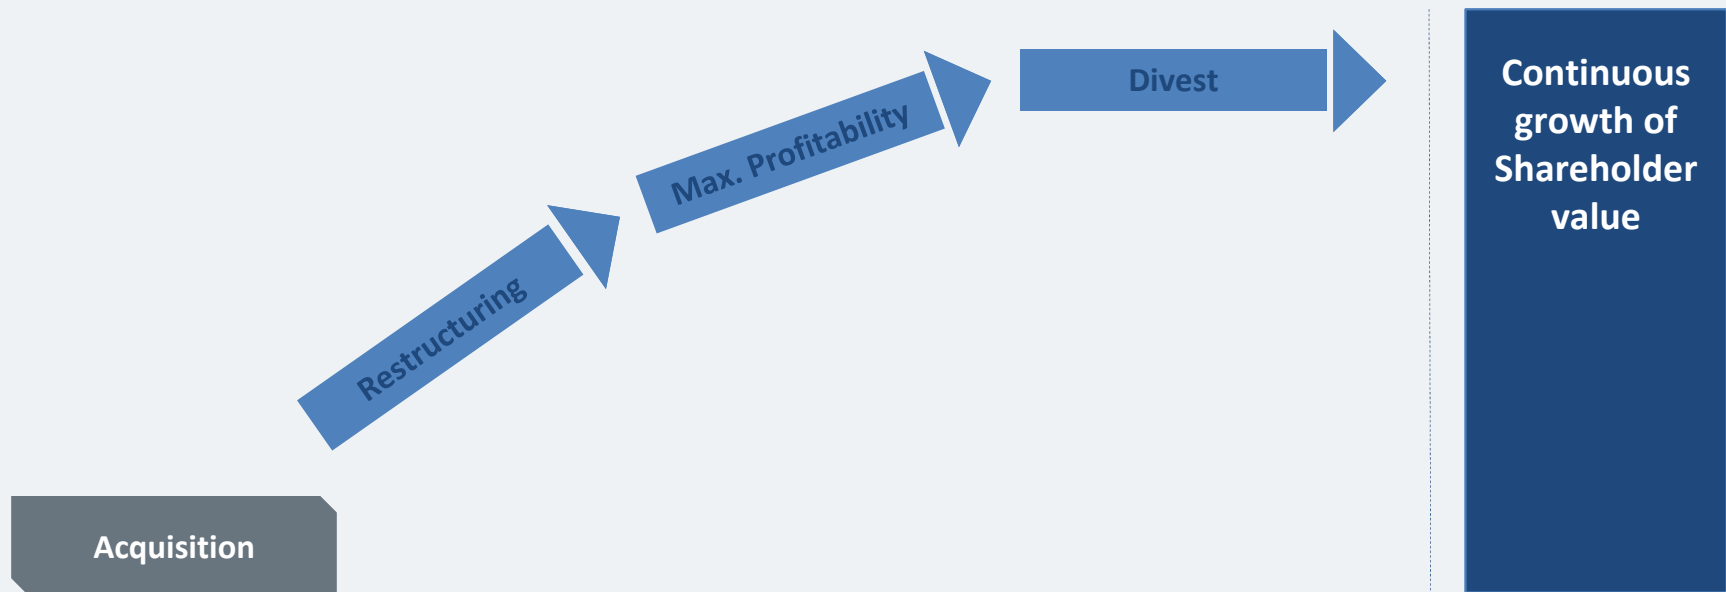 Acquisition
Restructuring
Max. Profitability
Divest
Continuous
growth of
Shareholder
value